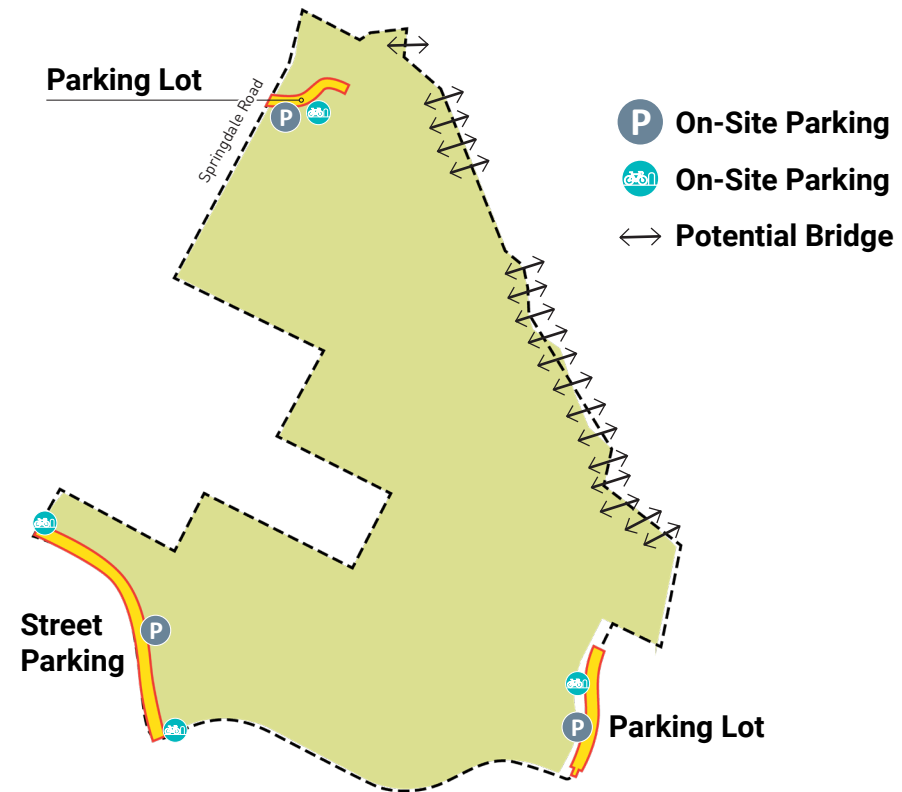 Parking Lot
Springdale Road
P
P On-Site Parking
On-Site Parking
Potential Bridge
Street
Parking
P
P
Parking Lot